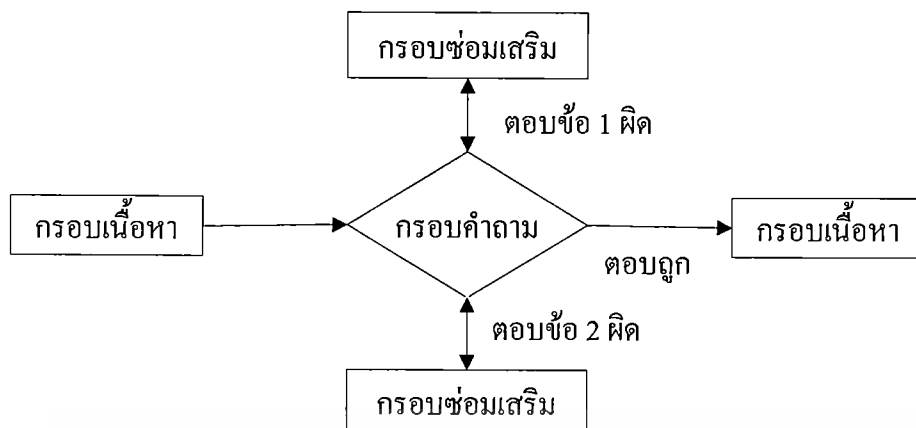 กรอบซ่อมเสริม
ตอบข้อ 1 ผิด
กรอบเนื้อหา
กรอบคำถาม
กรอบเนื้อหา
ตอบถูก
ตอบข้อ 2 ผิด
กรอบซ่อมเสริม